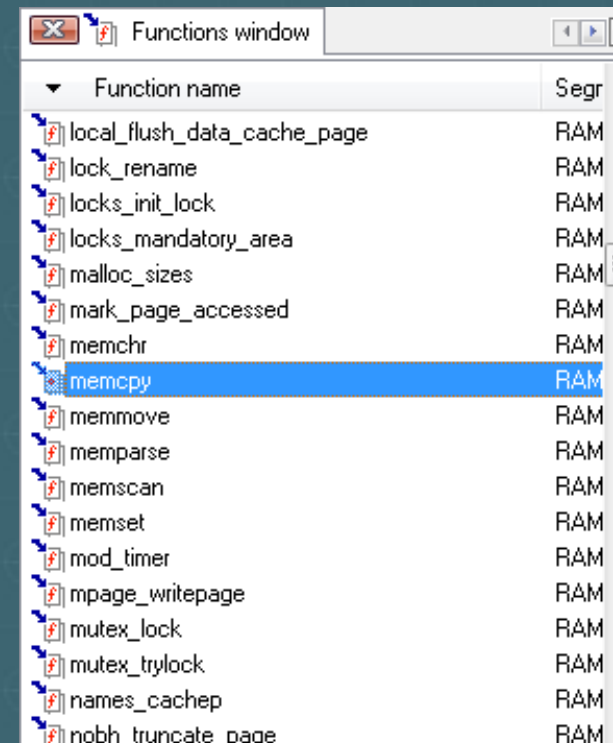 Functions window
Function name Segr
local_flush_data_cache_page RAM
lock_rename RAM
locks_init_lock RAM
locks_mandatory_area RAM
malloc_sizes RAM
mark_page_accessed RAM
memchr RAM
memcpy RAM
memmove RAM
memparse RAM
memscan RAM
memset RAM
mod_timer RAM
mpage_writepage RAM
mutex_lock RAM
mutex_trylock RAM
names_cachep RAM
nobh_truncate_page RAM